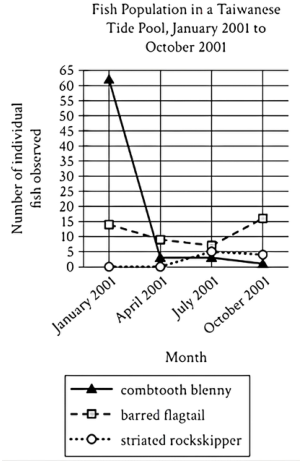 Fish Population in a Taiwanese
Tide Pool, January 2001 to
October 2001
Number of individual
fish observed
65
60
55
50
45
40
35
30
25
20
15
10
5
0
January 2001
April 2001
July 2001
October 2001
Month
combtooth blenny
barred flagtail
striated rockskipper